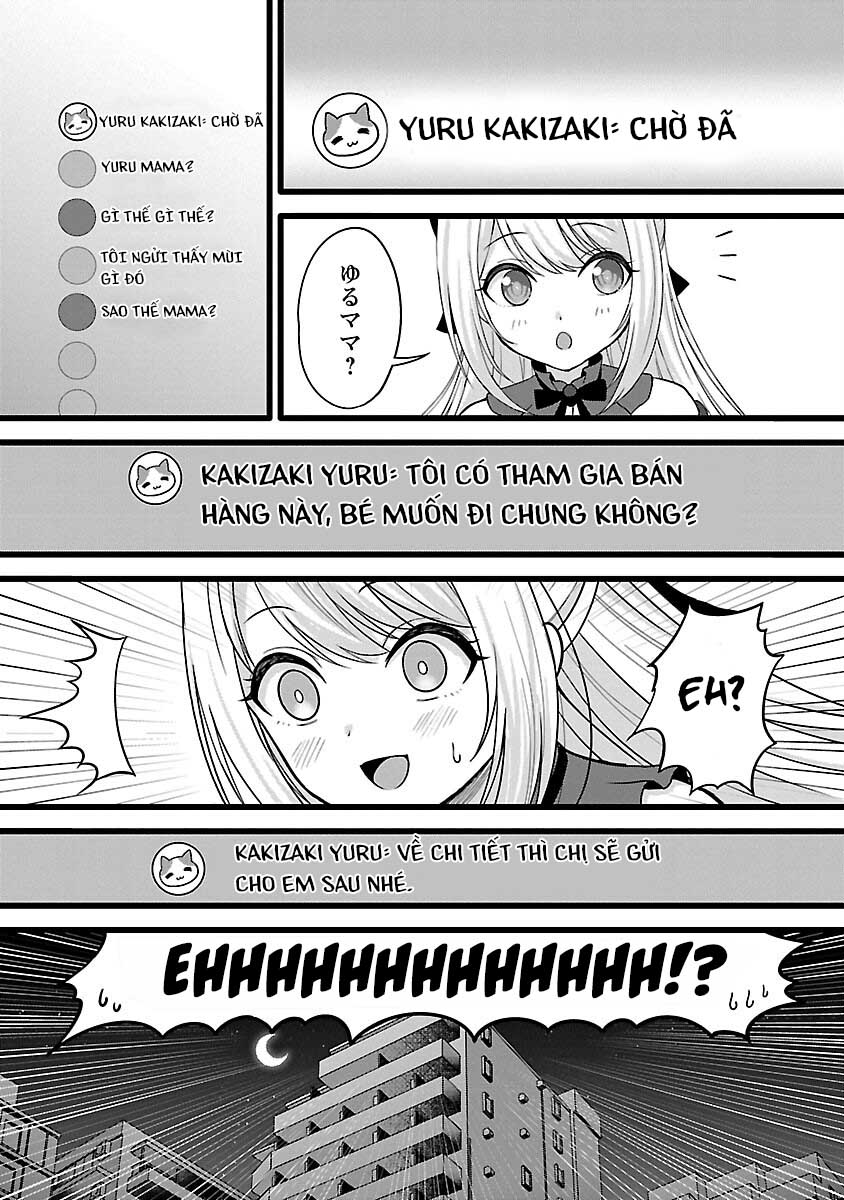 YURU KAKIZAKI: CHỜ ĐÃ
YURU KAKIZAKI: CHỜ ĐÃ
YURU MAMA?
GÌ THẾ GÌ THẾ?
TÔI NGỬI THẤY MÙI
GÌ ĐÓ
SAO THẾ MAMA?
ゆるママ?
KAKIZAKI YURU: TÔI CÓ THAM GIA BÁN
HÀNG NÀY, BÉ MUỐN ĐI CHUNG KHÔNG?
EH?
KAKIZAKI YURU: VỀ CHI TIẾT THÌ CHỊ SẼ GỬI
CHO EM SAU NHÉ.
EHHHHHHHHHHHHHH!?